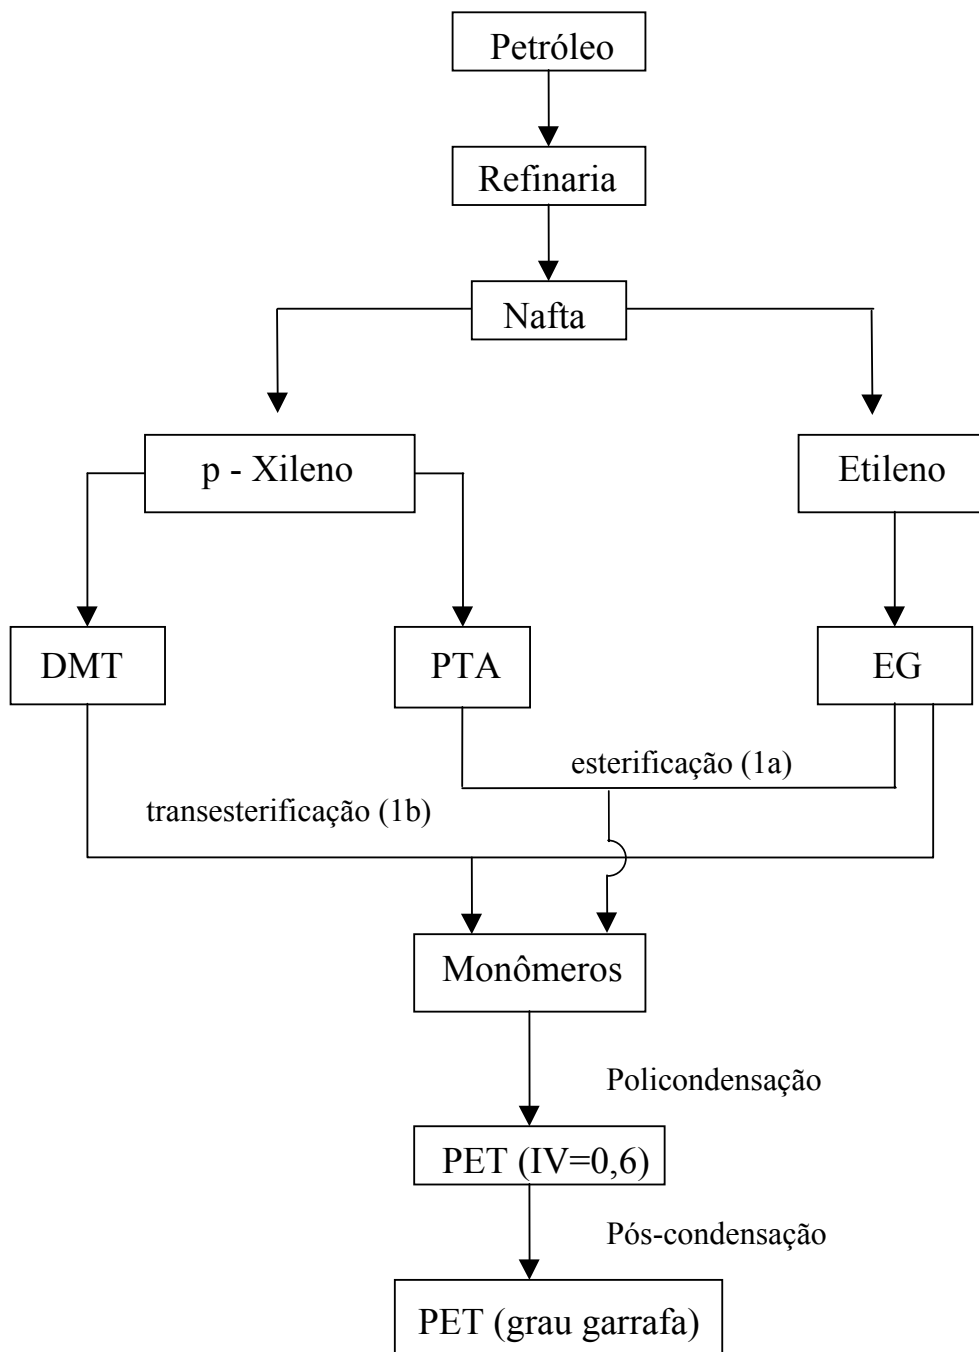 Petróleo
Refinaria
Nafta
p - Xileno
Etileno
DMT
PTA
EG
esterificação (1a)
transesterificação (1b)
Monômeros
Policondensação
PET (IV=0,6)
Pós-condensação
PET (grau garrafa)